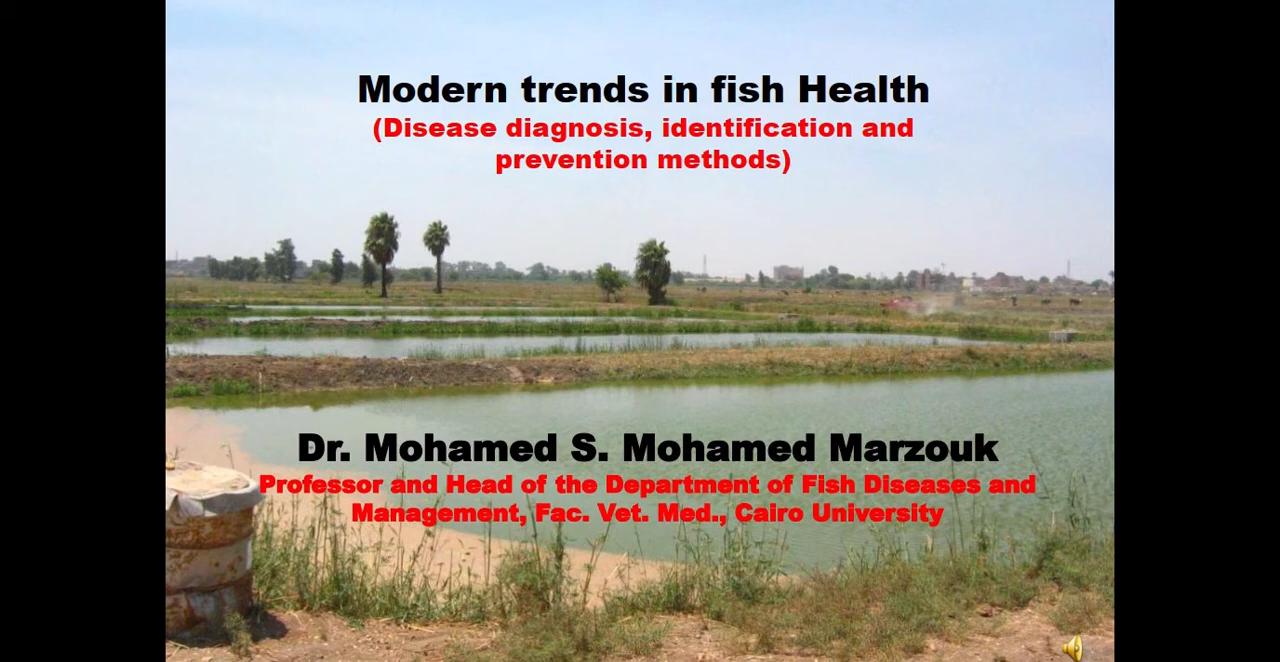 Modern trends in fish Health
(Disease diagnosis, identification and
prevention methods)
Dr. Mohamed S. Mohamed Marzouk
Professor and Head of the Department of Fish Diseases and
Management, Fac. Vet. Med., Cairo University